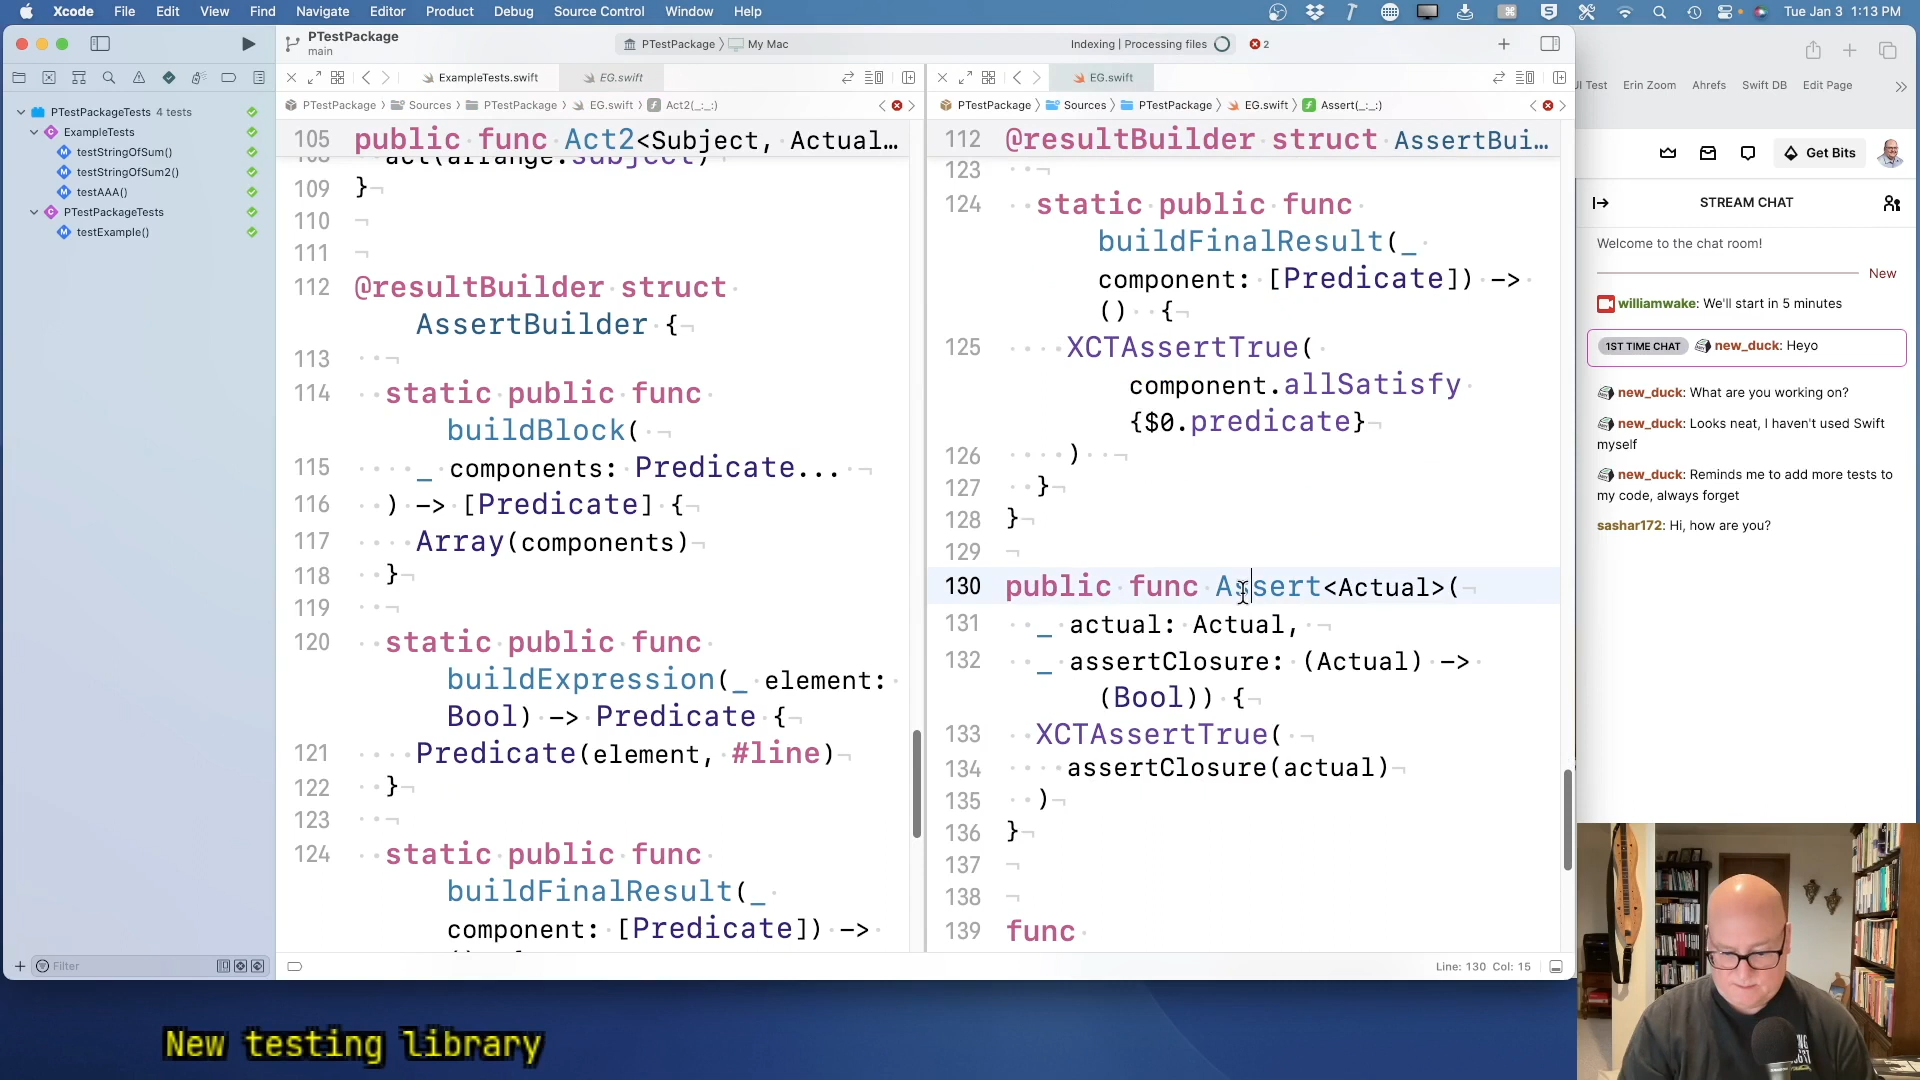 Xcode File Edit View Find Navigate Editor Product Debug Source Control Window Help Tue Jan 3 1:13 PM
PTestPackage
main
PTestPackage My Mac
Indexing | Processing files 2
ExampleTests.swift EG.swift
EG.swift
PTestPackage Sources PTestPackage EG.swift Act2(_:_:)
PTestPackage Sources PTestPackage EG.swift Assert(_:_:)
PTestPackageTests 4 tests
ExampleTests
testStringOfSum()
testStringOfSum2()
testAAA()
PTestPackageTests
testExample()
Filter
105 public func Act2<Subject, Actual…
act(arrange.subject)
109 }
110
111
112 @resultBuilder struct
AssertBuilder {
113
114 static public func
buildBlock(
115 _ components: Predicate...
116 ) -> [Predicate] {
117 Array(components)
118 }
119
120 static public func
buildExpression(_ element:
Bool) -> Predicate {
121 Predicate(element, #line)
122 }
123
124 static public func
buildFinalResult(_
component: [Predicate]) ->
112 @resultBuilder struct AssertBui…
123
124 static public func
buildFinalResult(_
component: [Predicate]) ->
() {
125 XCTAssertTrue(
component.allSatisfy
{$0.predicate}
126 )
127 }
128 }
129
130 public func Assert<Actual>(
131 _ actual: Actual,
132 _ assertClosure: (Actual) ->
(Bool)) {
133 XCTAssertTrue(
134 assertClosure(actual)
135 )
136 }
137
138
139 func
Line: 130 Col: 15
UI Test Erin Zoom Ahrefs Swift DB Edit Page
Get Bits
STREAM CHAT
Welcome to the chat room!
New
williamwake: We'll start in 5 minutes
1ST TIME CHAT new_duck: Heyo
new_duck: What are you working on?
new_duck: Looks neat, I haven't used Swift
myself
new_duck: Reminds me to add more tests to
my code, always forget
sashar172: Hi, how are you?
New testing library